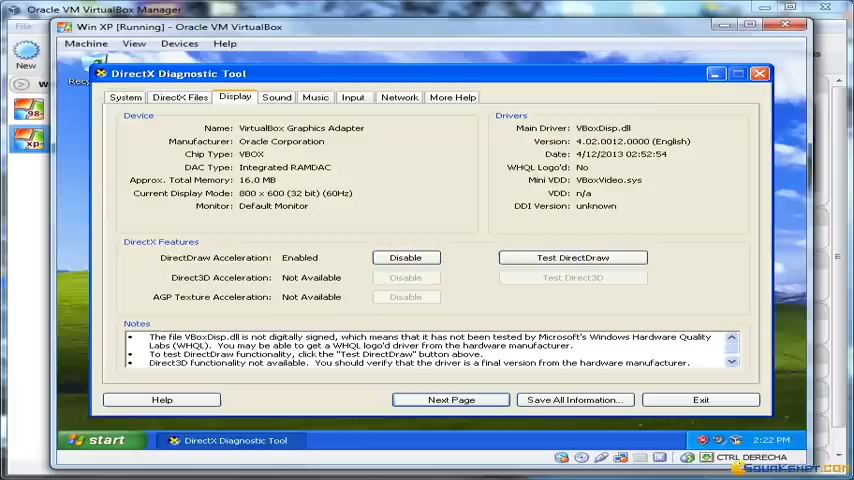 Oracle VM VirtualBox Manager
File
Win XP [Running] - Oracle VM VirtualBox
Machine View Devices Help
New
DirectX Diagnostic Tool
System DirectX Files Display Sound Music Input Network More Help
Device
Name: VirtualBox Graphics Adapter
Manufacturer: Oracle Corporation
Chip Type: VBOX
DAC Type: Integrated RAMDAC
Approx. Total Memory: 16.0 MB
Current Display Mode: 800 x 600 (32 bit) (60Hz)
Monitor: Default Monitor
Drivers
Main Driver: VBoxDisp.dll
Version: 4.02.0012.0000 (English)
Date: 4/12/2013 02:52:54
WHQL Logo'd: No
Mini VDD: VBoxVideo.sys
VDD: n/a
DDI Version: unknown
DirectX Features
DirectDraw Acceleration: Enabled Disable Test DirectDraw
Direct3D Acceleration: Not Available Disable Test Direct3D
AGP Texture Acceleration: Not Available Disable
Notes
• The file VBoxDisp.dll is not digitally signed, which means that it has not been tested by Microsoft's Windows Hardware Quality
Labs (WHQL). You may be able to get a WHQL logo'd driver from the hardware manufacturer.
• To test DirectDraw functionality, click the "Test DirectDraw" button above.
• Direct3D functionality not available. You should verify that the driver is a final version from the hardware manufacturer.
Help Next Page Save All Information... Exit
start DirectX Diagnostic Tool 2:22 PM
CTRL DERECHA